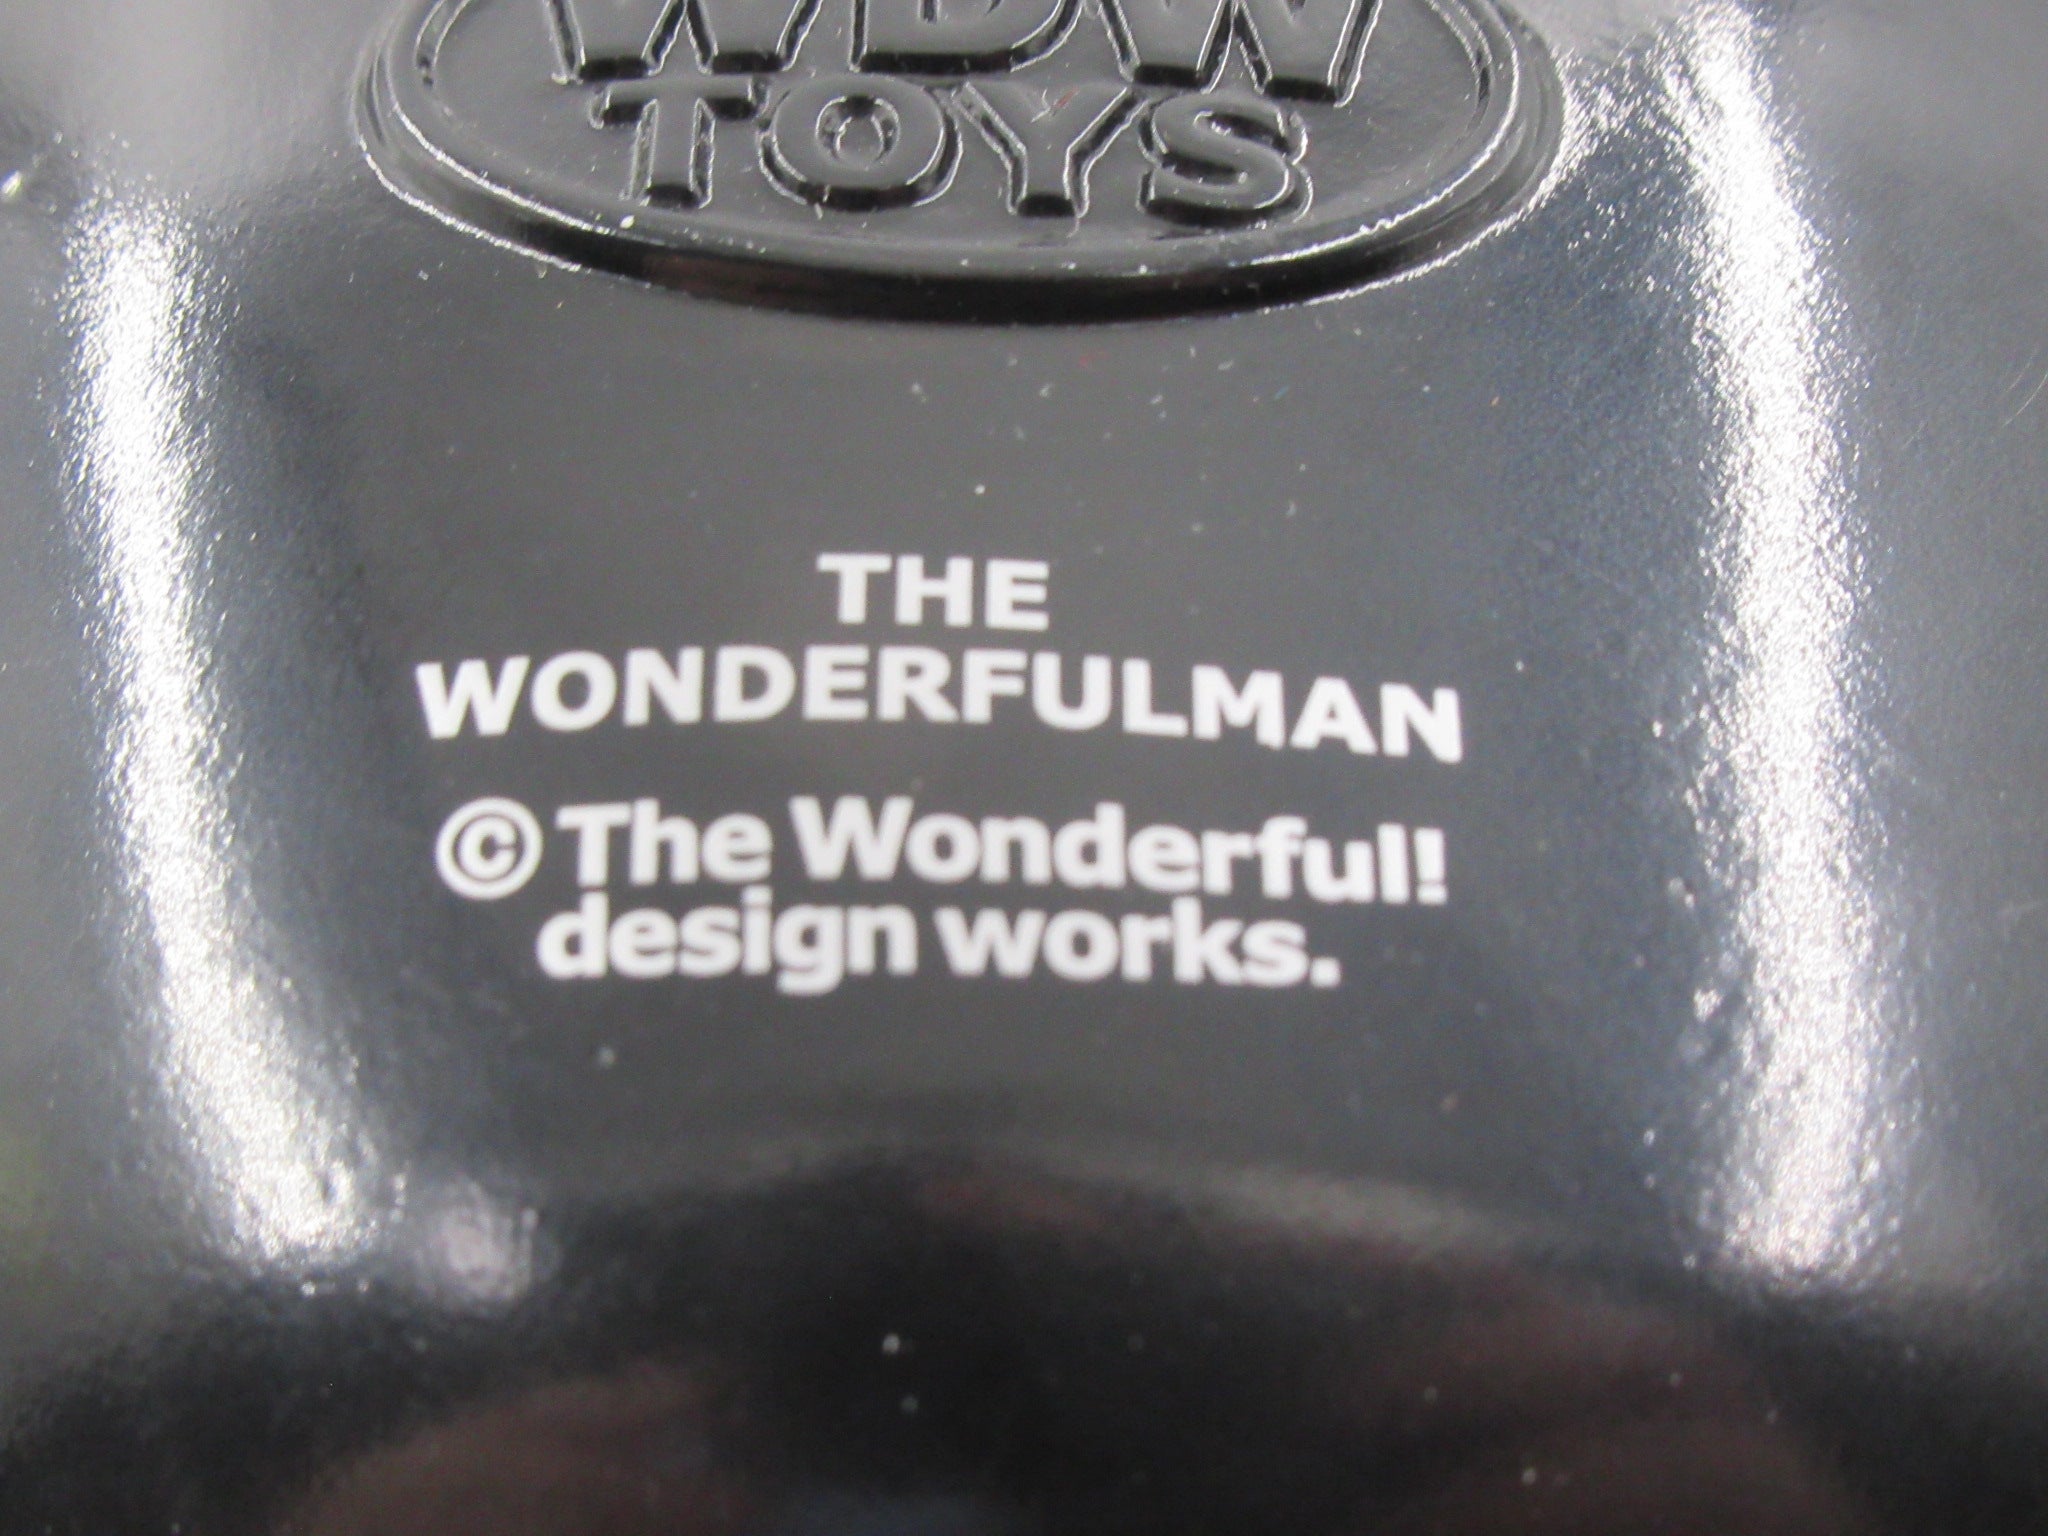 WDW
TOYS
THE
WONDERFULMAN
© The Wonderful!
design works.